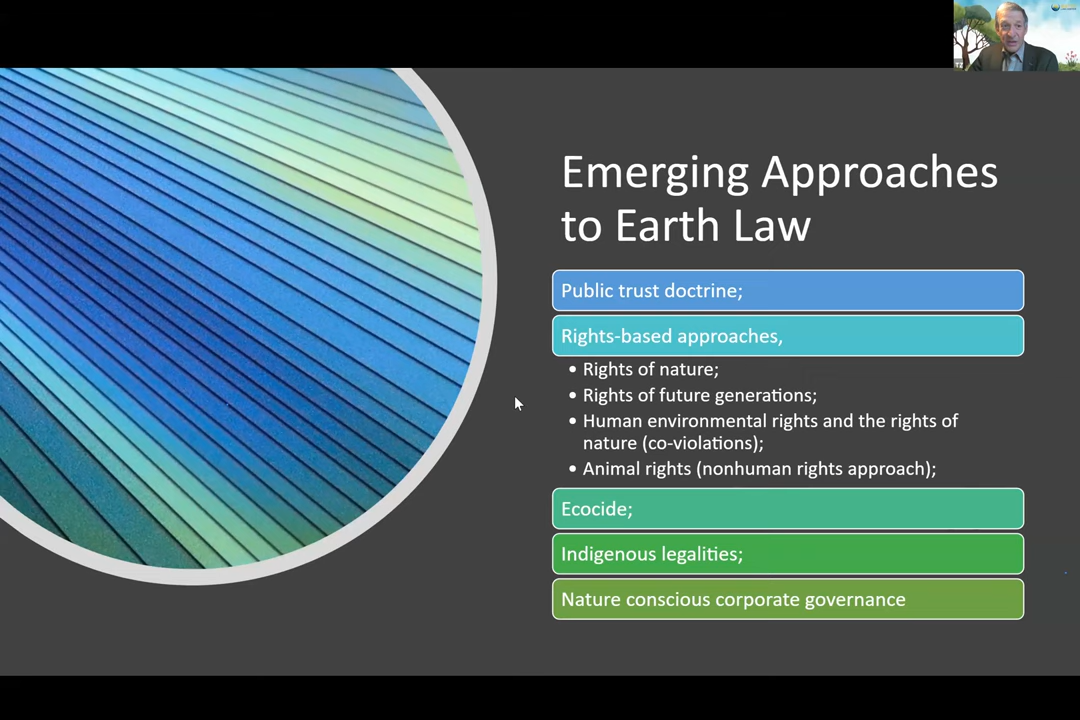 Emerging Approaches
to Earth Law
Public trust doctrine;
Rights-based approaches,
• Rights of nature;
• Rights of future generations;
• Human environmental rights and the rights of
nature (co-violations);
• Animal rights (nonhuman rights approach);
Ecocide;
Indigenous legalities;
Nature conscious corporate governance